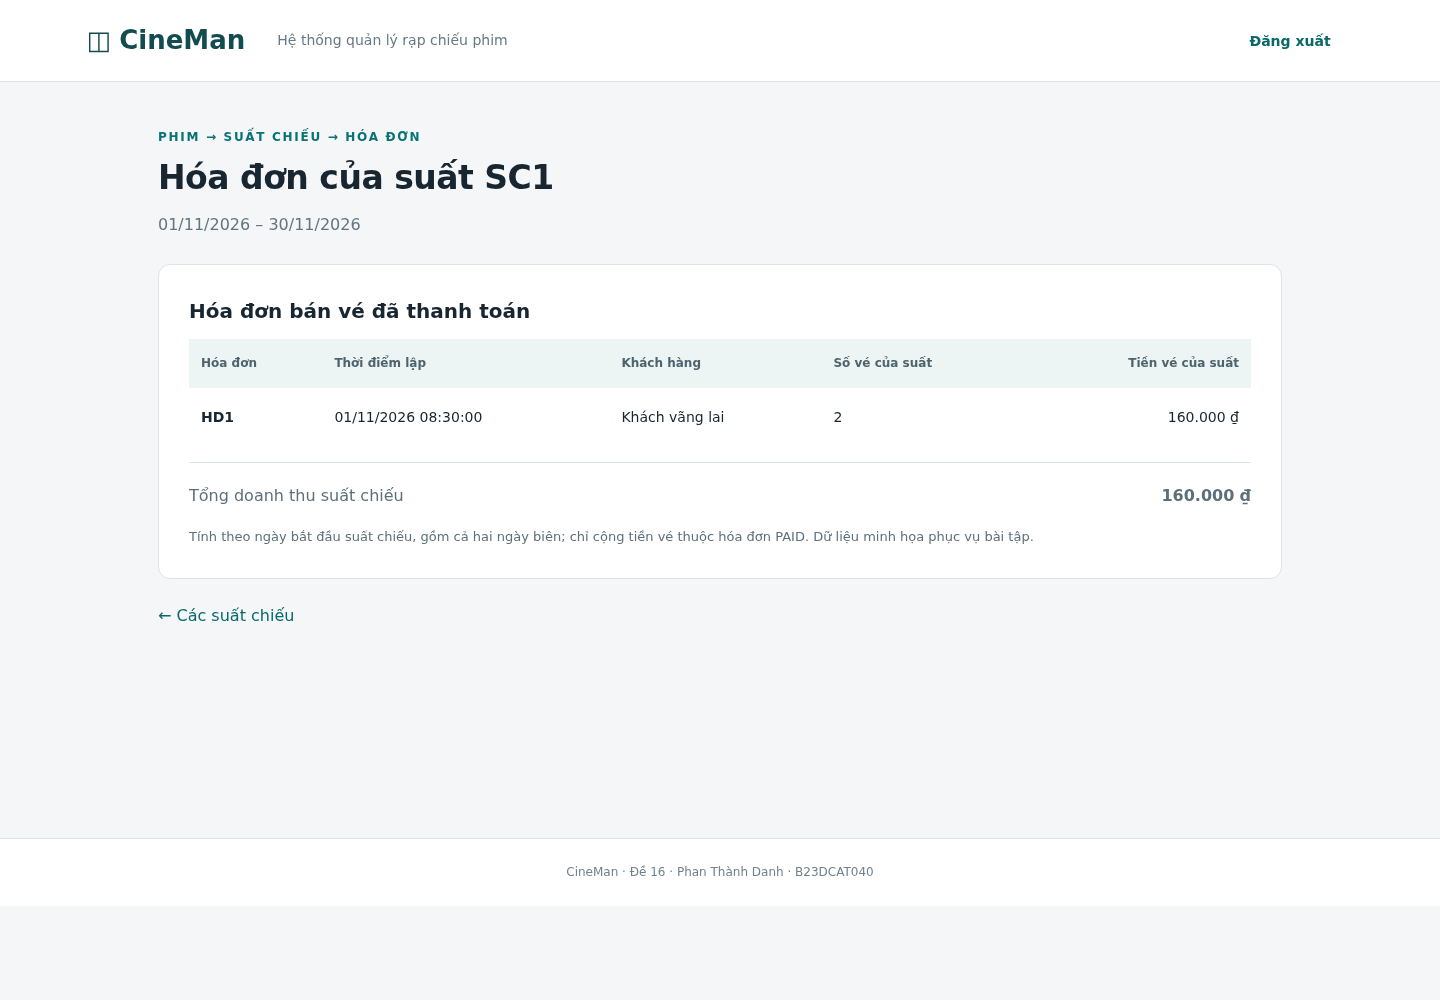 CineMan
Hệ thống quản lý rạp chiếu phim
Đăng xuất
PHIM → SUẤT CHIẾU → HÓA ĐƠN
Hóa đơn của suất SC1
01/11/2026 – 30/11/2026
Hóa đơn bán vé đã thanh toán
Hóa đơn Thời điểm lập Khách hàng Số vé của suất Tiền vé của suất
HD1 01/11/2026 08:30:00 Khách vãng lai 2 160.000 ₫
Tổng doanh thu suất chiếu 160.000 ₫
Tính theo ngày bắt đầu suất chiếu, gồm cả hai ngày biên; chỉ cộng tiền vé thuộc hóa đơn PAID. Dữ liệu minh họa phục vụ bài tập.
← Các suất chiếu
CineMan · Đề 16 · Phan Thành Danh · B23DCAT040